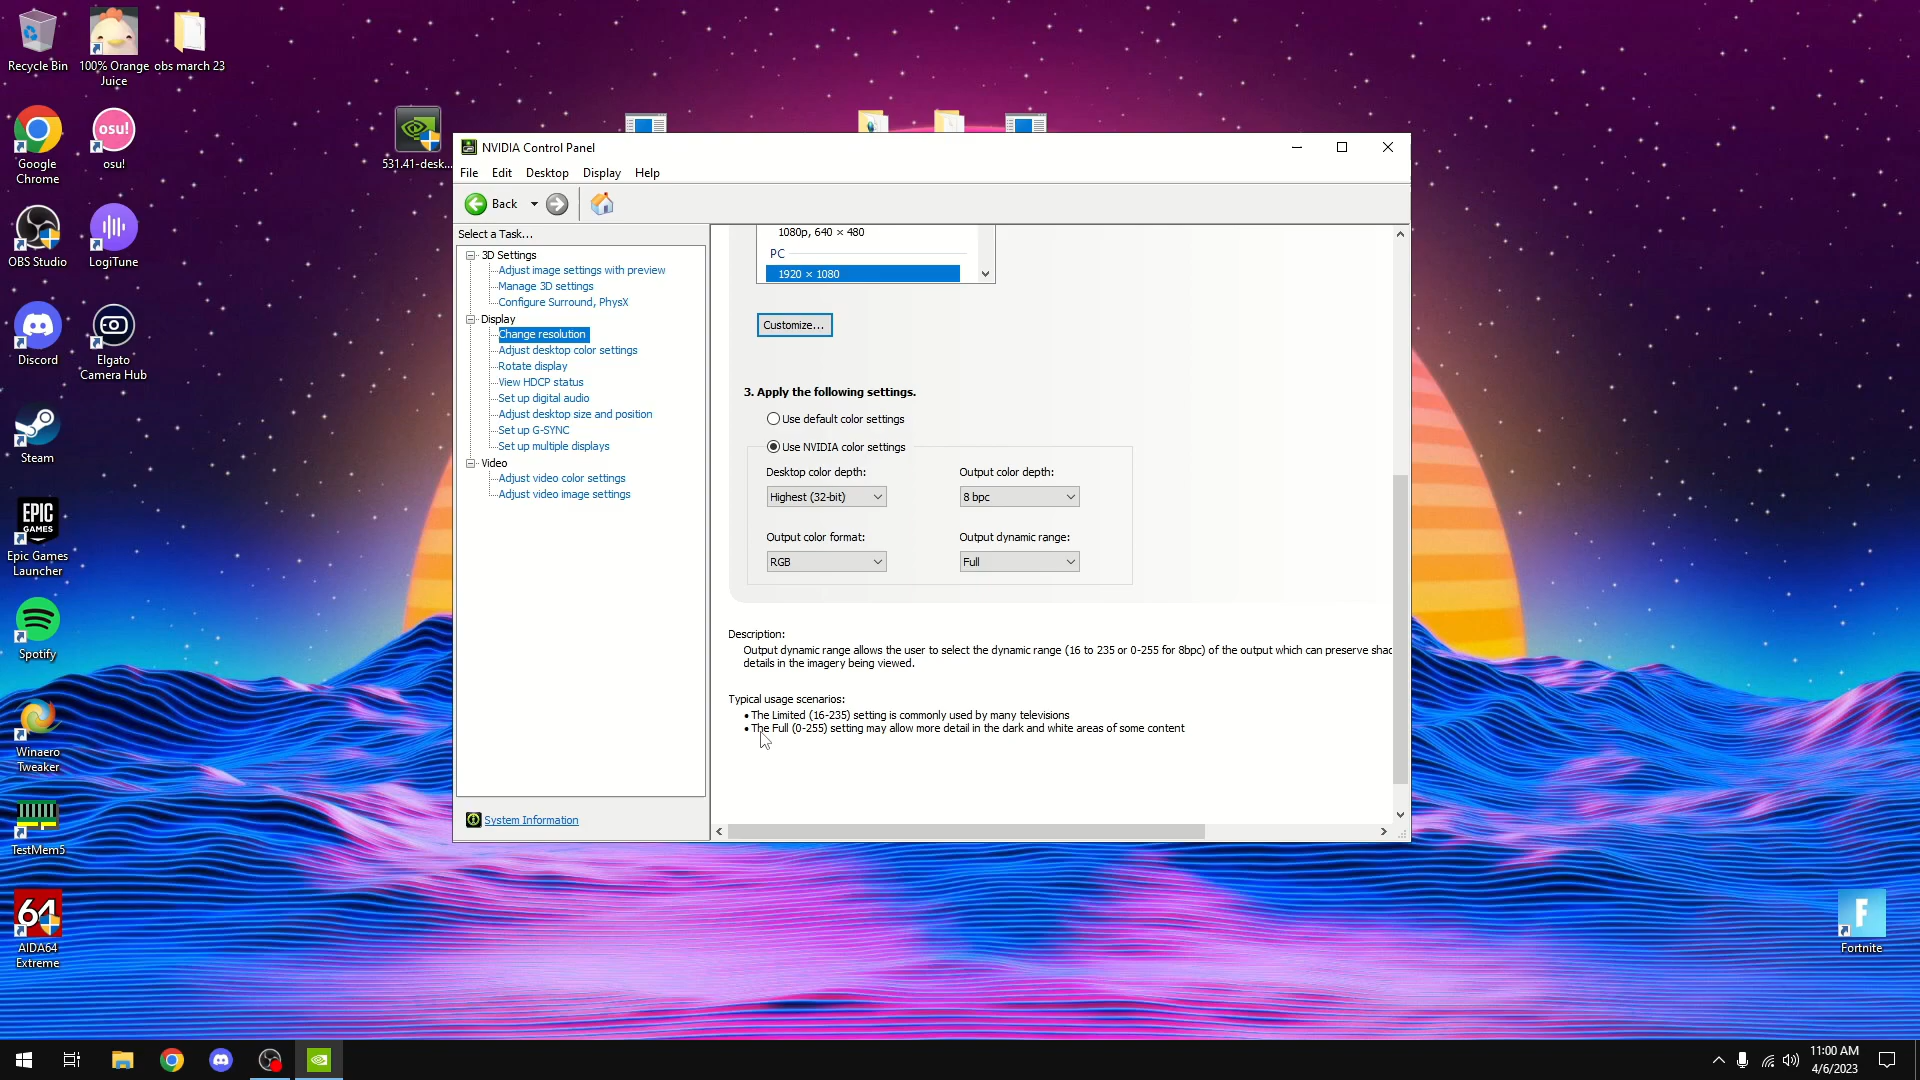 Recycle Bin
100% Orange Juice
obs march 23
Google Chrome
osu!
osu!
531.41-desk...
OBS Studio
LogiTune
Discord
Elgato Camera Hub
Steam
EPIC GAMES
Epic Games Launcher
Spotify
Winaero Tweaker
TestMem5
64
AIDA64 Extreme
F
Fortnite
NVIDIA Control Panel
File Edit Desktop Display Help
Back
Select a Task...
3D Settings
Adjust image settings with preview
Manage 3D settings
Configure Surround, PhysX
Display
Change resolution
Adjust desktop color settings
Rotate display
View HDCP status
Set up digital audio
Adjust desktop size and position
Set up G-SYNC
Set up multiple displays
Video
Adjust video color settings
Adjust video image settings
System Information
1080p, 640 × 480
PC
1920 × 1080
Customize...
3. Apply the following settings.
Use default color settings
Use NVIDIA color settings
Desktop color depth: Output color depth:
Highest (32-bit) 8 bpc
Output color format: Output dynamic range:
RGB Full
Description:
Output dynamic range allows the user to select the dynamic range (16 to 235 or 0-255 for 8bpc) of the output which can preserve shac
details in the imagery being viewed.
Typical usage scenarios:
• The Limited (16-235) setting is commonly used by many televisions
• The Full (0-255) setting may allow more detail in the dark and white areas of some content
11:00 AM
4/6/2023